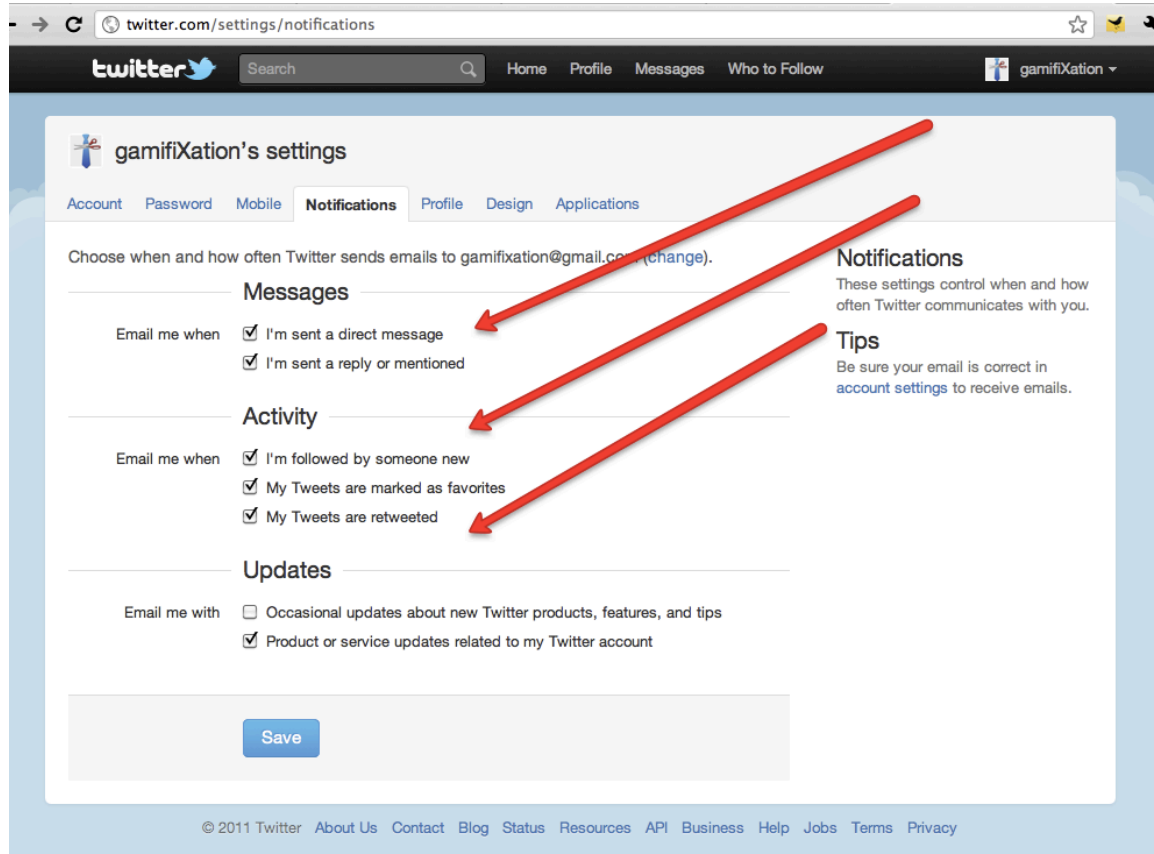 twitter.com/settings/notifications
twitter Search Home Profile Messages Who to Follow gamifiXation
gamifiXation's settings
Account Password Mobile Notifications Profile Design Applications
Choose when and how often Twitter sends emails to gamifixation@gmail.com (change).
Messages
Email me when I'm sent a direct message
I'm sent a reply or mentioned
Activity
Email me when I'm followed by someone new
My Tweets are marked as favorites
My Tweets are retweeted
Updates
Email me with Occasional updates about new Twitter products, features, and tips
Product or service updates related to my Twitter account
Save
Notifications
These settings control when and how
often Twitter communicates with you.
Tips
Be sure your email is correct in
account settings to receive emails.
© 2011 Twitter About Us Contact Blog Status Resources API Business Help Jobs Terms Privacy